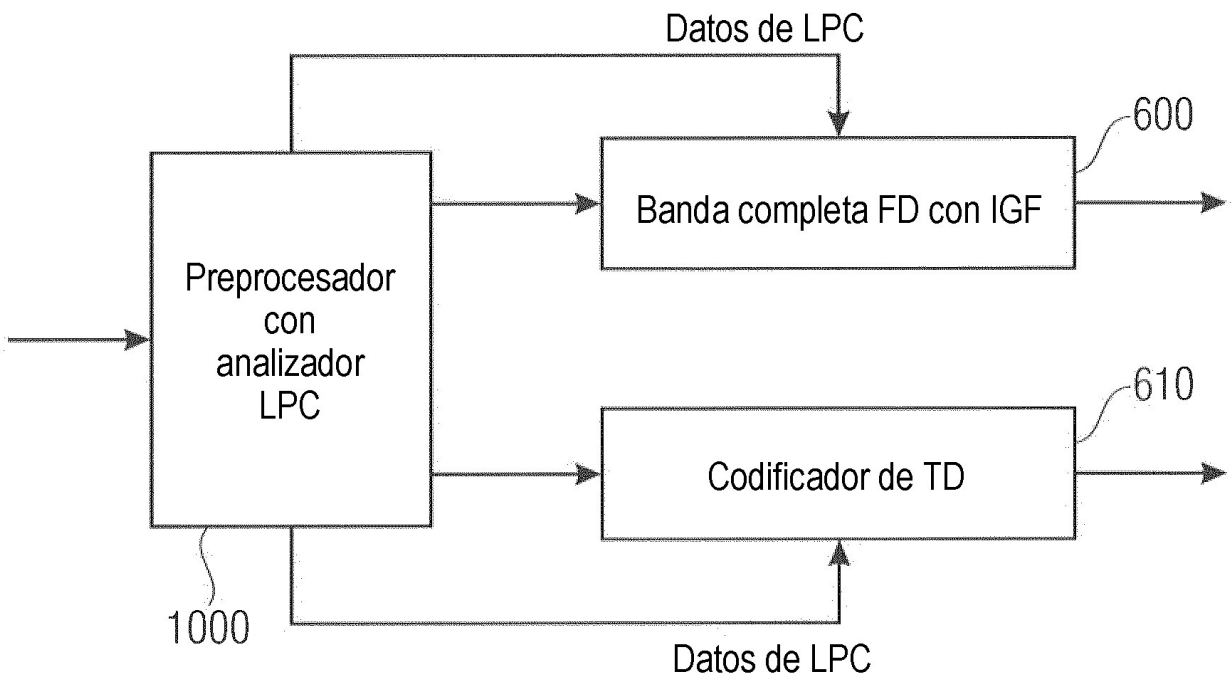 Datos de LPC
600
Banda completa FD con IGF
Preprocesador
con
analizador
LPC
610
Codificador de TD
1000
Datos de LPC